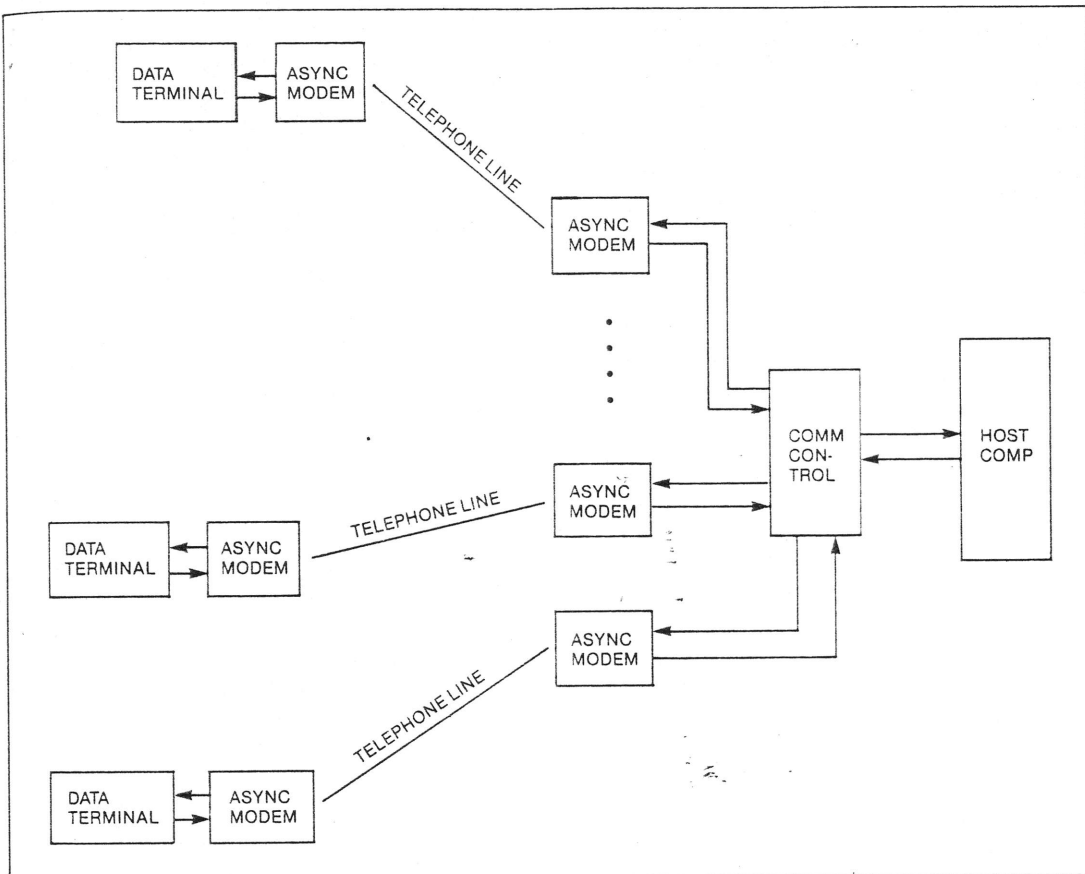 DATA
TERMINAL
ASYNC
MODEM
TELEPHONE LINE
ASYNC
MODEM
COMM
CON-
TROL
HOST
COMP
ASYNC
MODEM
TELEPHONE LINE
DATA
TERMINAL
ASYNC
MODEM
ASYNC
MODEM
TELEPHONE LINE
DATA
TERMINAL
ASYNC
MODEM